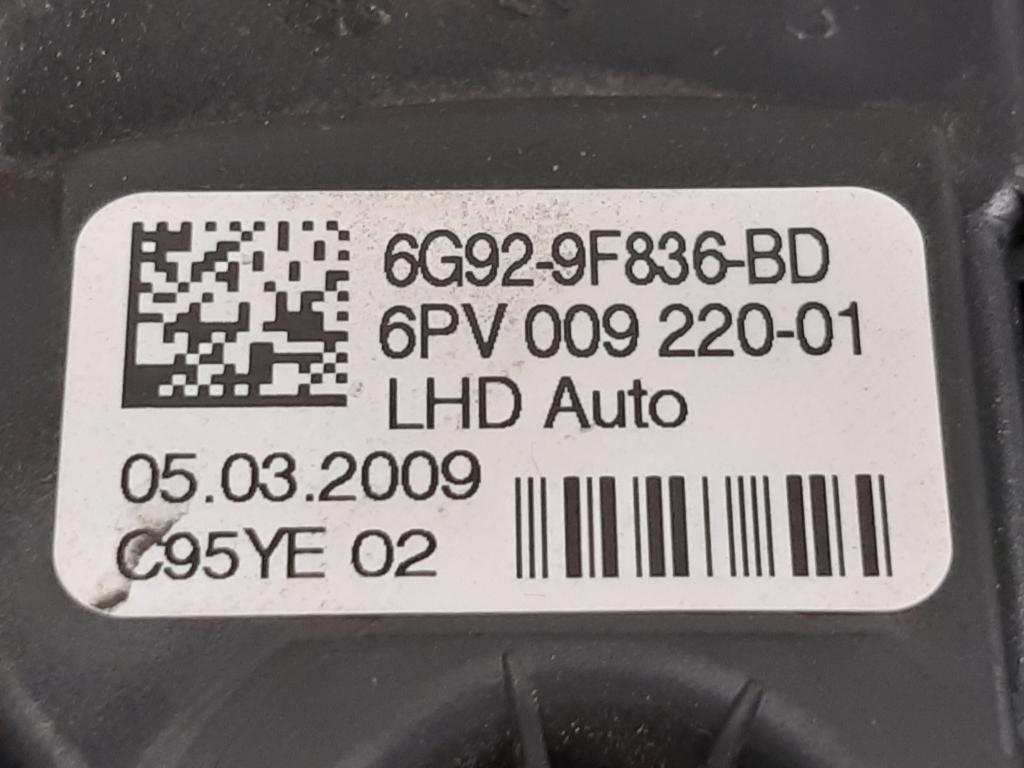 6G92-9F836-BD
6PV 009 220-01
LHD Auto
05.03.2009
C95YE 02